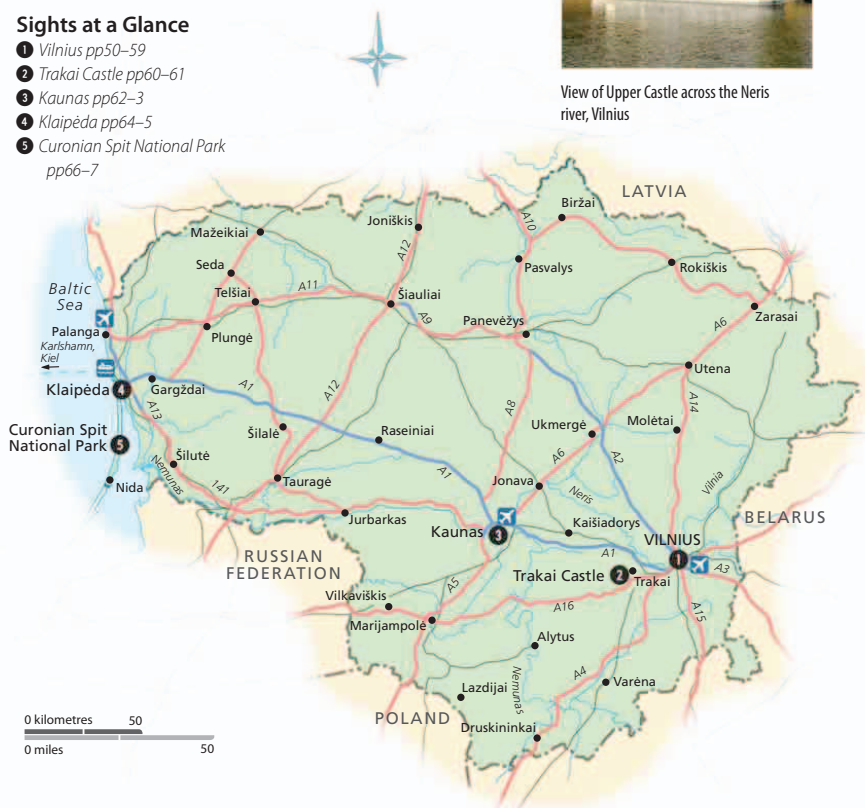 Sights at a Glance
1 Vilnius pp50–59
2 Trakai Castle pp60–61
3 Kaunas pp62–3
4 Klaipėda pp64–5
5 Curonian Spit National Park
pp66–7
View of Upper Castle across the Neris
river, Vilnius
LATVIA
Biržai
A10
Joniškis
Mažeikiai
A12
Pasvalys
Rokiškis
Seda
Telšiai
A11
Šiauliai
Baltic
Sea
Zarasai
A9
Panevėžys
A6
Palanga
Plungė
Karlshamn,
Kiel
Utena
Klaipėda
4
Gargždai
A1
A12
A8
A14
A13
Ukmergė
Molėtai
Curonian Spit
National Park
5
Šilalė
Raseiniai
A6
A2
Šilutė
Nemunas
A1
Tauragė
Jonava
Vilnia
Nida
141
Neris
Jurbarkas
Kaunas
3
Kaišiadorys
BELARUS
VILNIUS
1
RUSSIAN
FEDERATION
A1
A3
Trakai Castle
2
Trakai
A5
Vilkaviškis
A16
A15
Marijampolė
Alytus
Nemunas
A4
Varėna
Lazdijai
POLAND
Druskininkai
0 kilometres 50
0 miles 50